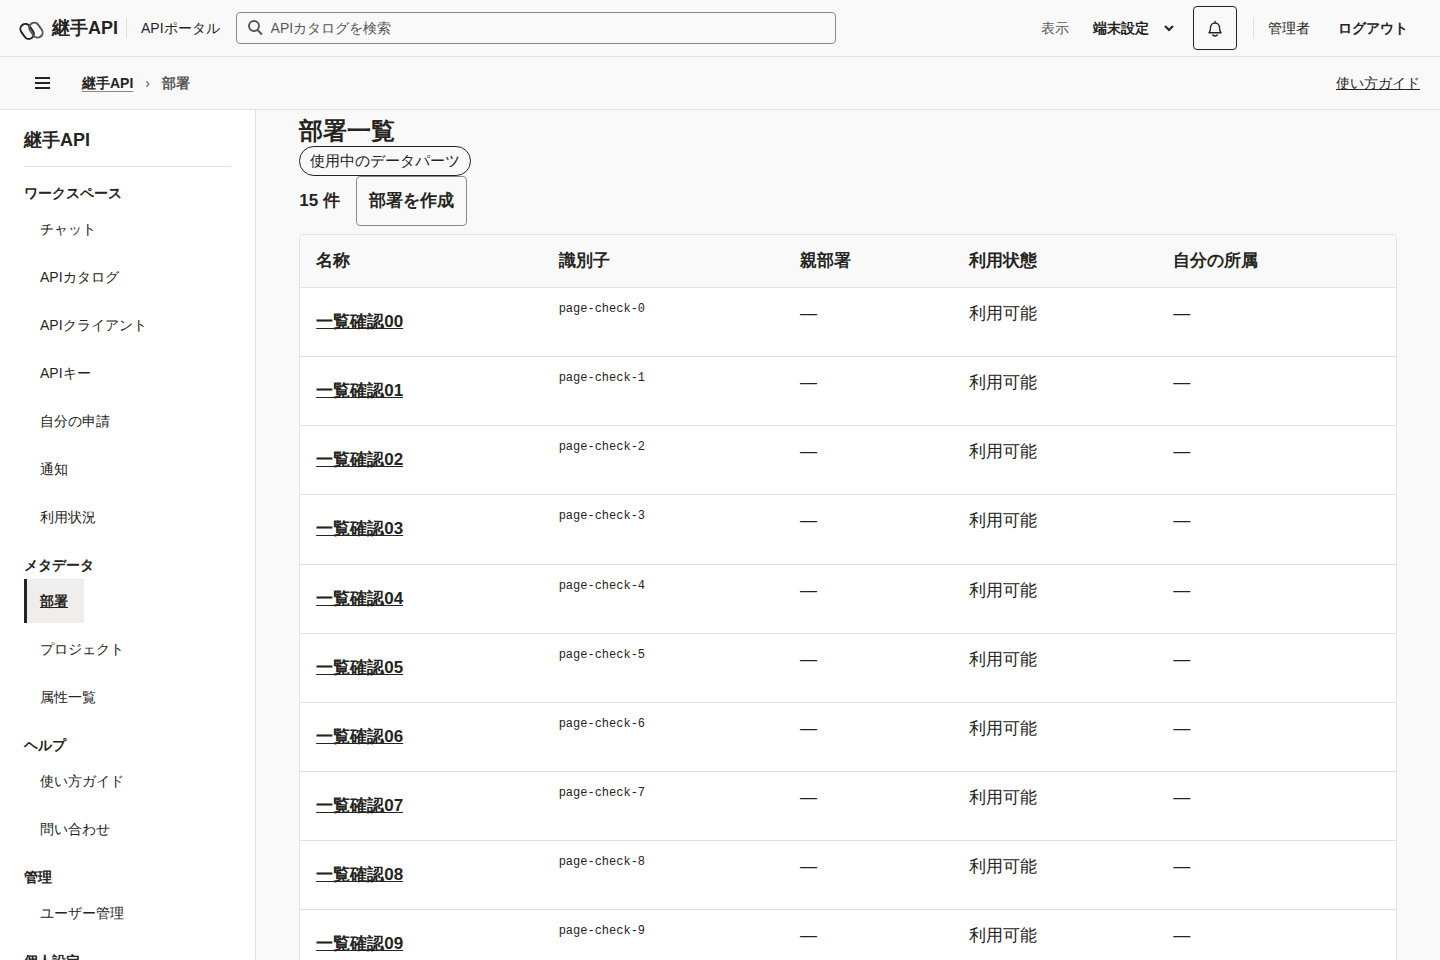 継手API APIポータル APIカタログを検索 表示 端末設定 管理者 ログアウト
継手API › 部署 使い方ガイド
継手API
ワークスペース
チャット
APIカタログ
APIクライアント
APIキー
自分の申請
通知
利用状況
メタデータ
部署
プロジェクト
属性一覧
ヘルプ
使い方ガイド
問い合わせ
管理
ユーザー管理
個人設定
部署一覧
使用中のデータパーツ
15 件 部署を作成
名称 識別子 親部署 利用状態 自分の所属
一覧確認00 page-check-0 — 利用可能 —
一覧確認01 page-check-1 — 利用可能 —
一覧確認02 page-check-2 — 利用可能 —
一覧確認03 page-check-3 — 利用可能 —
一覧確認04 page-check-4 — 利用可能 —
一覧確認05 page-check-5 — 利用可能 —
一覧確認06 page-check-6 — 利用可能 —
一覧確認07 page-check-7 — 利用可能 —
一覧確認08 page-check-8 — 利用可能 —
一覧確認09 page-check-9 — 利用可能 —